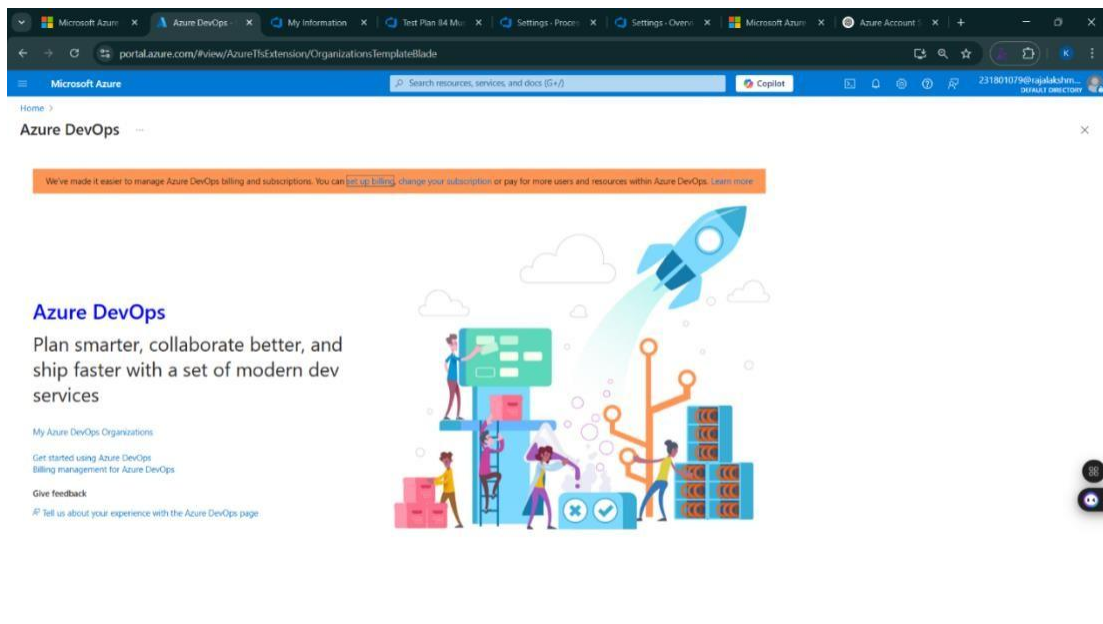 Microsoft Azure
Azure DevOps -
My Information
Test Plan 84 Mus
Settings - Proces
Settings - Overvi
Microsoft Azure
Azure Account S
portal.azure.com/#view/AzureTfsExtension/OrganizationsTemplateBlade
K
Microsoft Azure
Search resources, services, and docs (G+/)
Copilot
231801079@rajalakshm...
DEFAULT DIRECTORY
Home >
Azure DevOps ...
We've made it easier to manage Azure DevOps billing and subscriptions. You can set up billing, change your subscription or pay for more users and resources within Azure DevOps. Learn more
Azure DevOps
Plan smarter, collaborate better, and
ship faster with a set of modern dev
services
My Azure DevOps Organizations
Get started using Azure DevOps
Billing management for Azure DevOps
Give feedback
Tell us about your experience with the Azure DevOps page